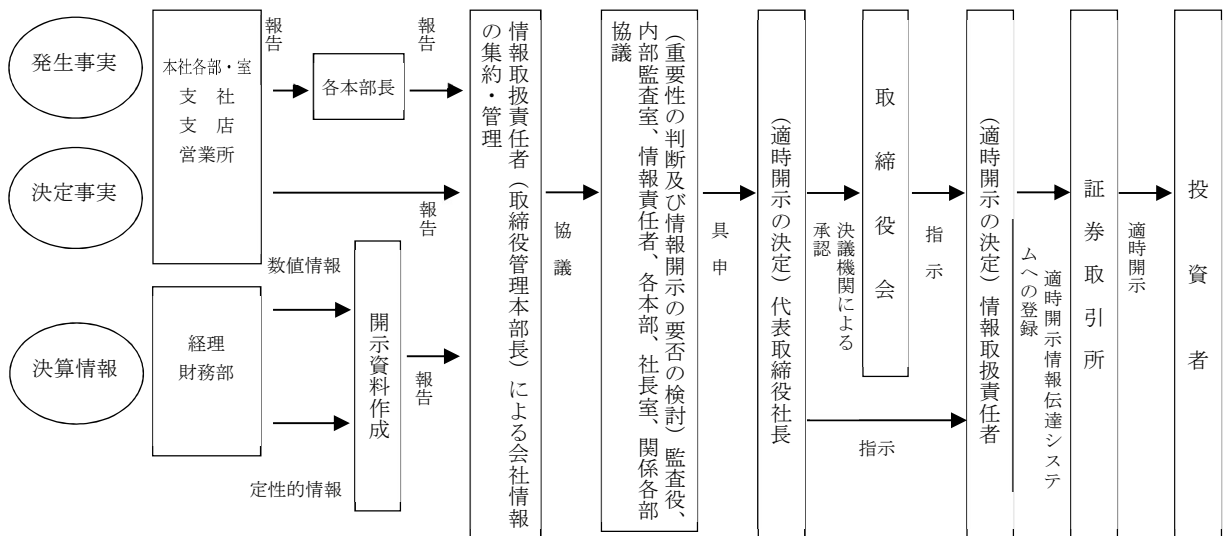 発生事実
決定事実
決算情報
本社各部・室
支 社
支 店
営業所
経理
財務部
報告
各本部長
報告
報告
数値情報
定性的情報
開示資料作成
報告
情報取扱責任者（取締役管理本部長）による会社情報
の集約・管理
協 議
（重要性の判断及び情報開示の要否の検討）監査役、
内部監査室、情報責任者、各本部、社長室、関係各部
協議
具 申
（適時開示の決定）代表取締役社長
決議機関による
承認
取 締 役 会
指 示
指示
（適時開示の決定）情報取扱責任者
適時開示情報伝達システ
ムへの登録
証 券 取 引 所
適時開示
投 資 者